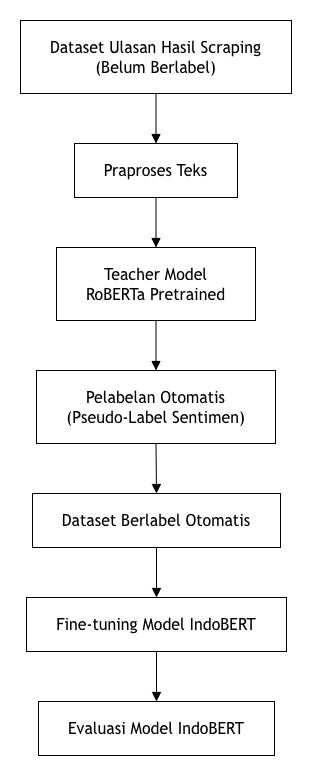 Dataset Ulasan Hasil Scraping
(Belum Berlabel)
Praproses Teks
Teacher Model
RoBERTa Pretrained
Pelabelan Otomatis
(Pseudo-Label Sentimen)
Dataset Berlabel Otomatis
Fine-tuning Model IndoBERT
Evaluasi Model IndoBERT